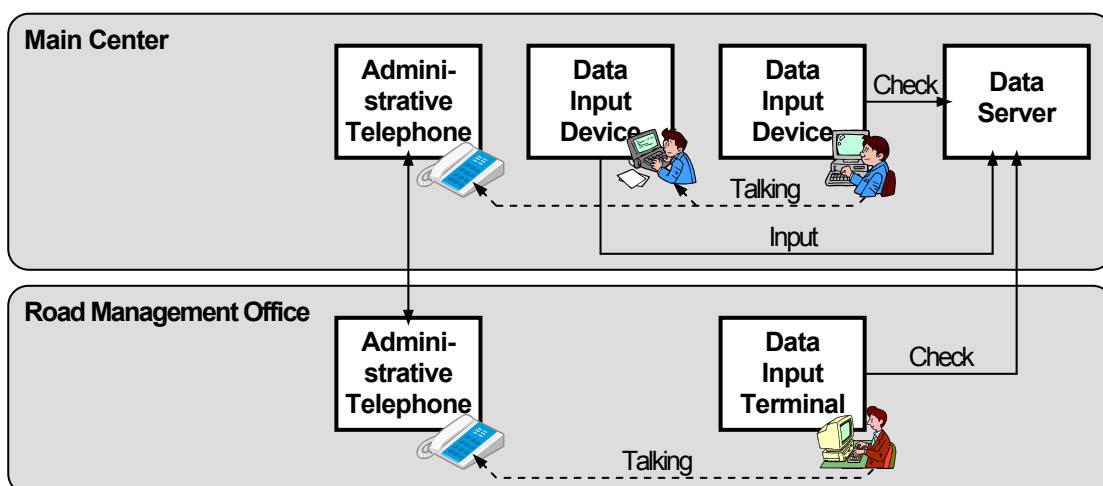 Main Center
Admini-
strative
Telephone
Data
Input
Device
Data
Input
Device
Check
Data
Server
Talking
Input
Road Management Office
Admini-
strative
Telephone
Data
Input
Terminal
Check
Talking